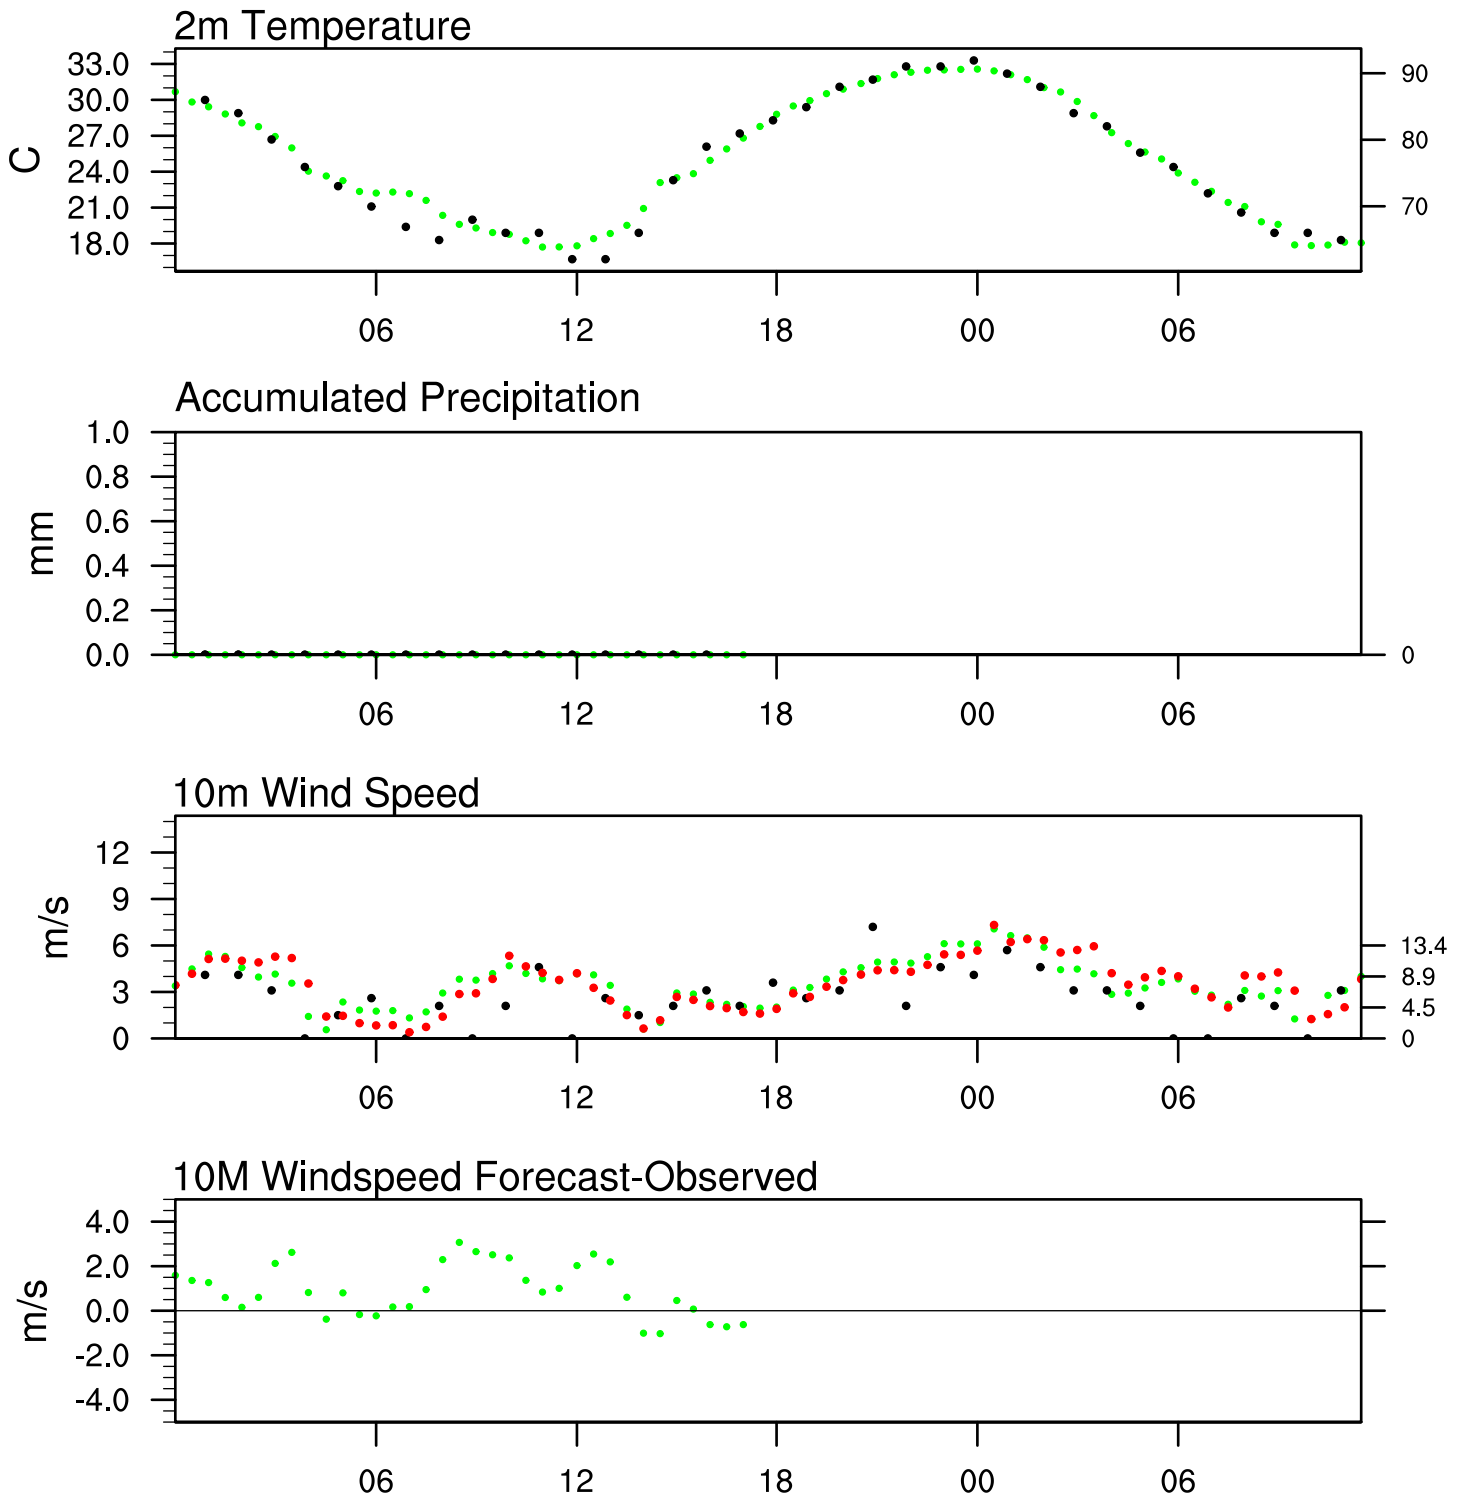 2m Temperature
33.0
30.0
27.0
24.0
21.0
18.0
C
90
80
70
06 12 18 00 06
Accumulated Precipitation
1.0
0.8
0.6
0.4
0.2
0.0
mm
0
06 12 18 00 06
10m Wind Speed
12
9
6
3
0
m/s
13.4
8.9
4.5
0
06 12 18 00 06
10M Windspeed Forecast-Observed
4.0
2.0
0.0
-2.0
-4.0
m/s
06 12 18 00 06